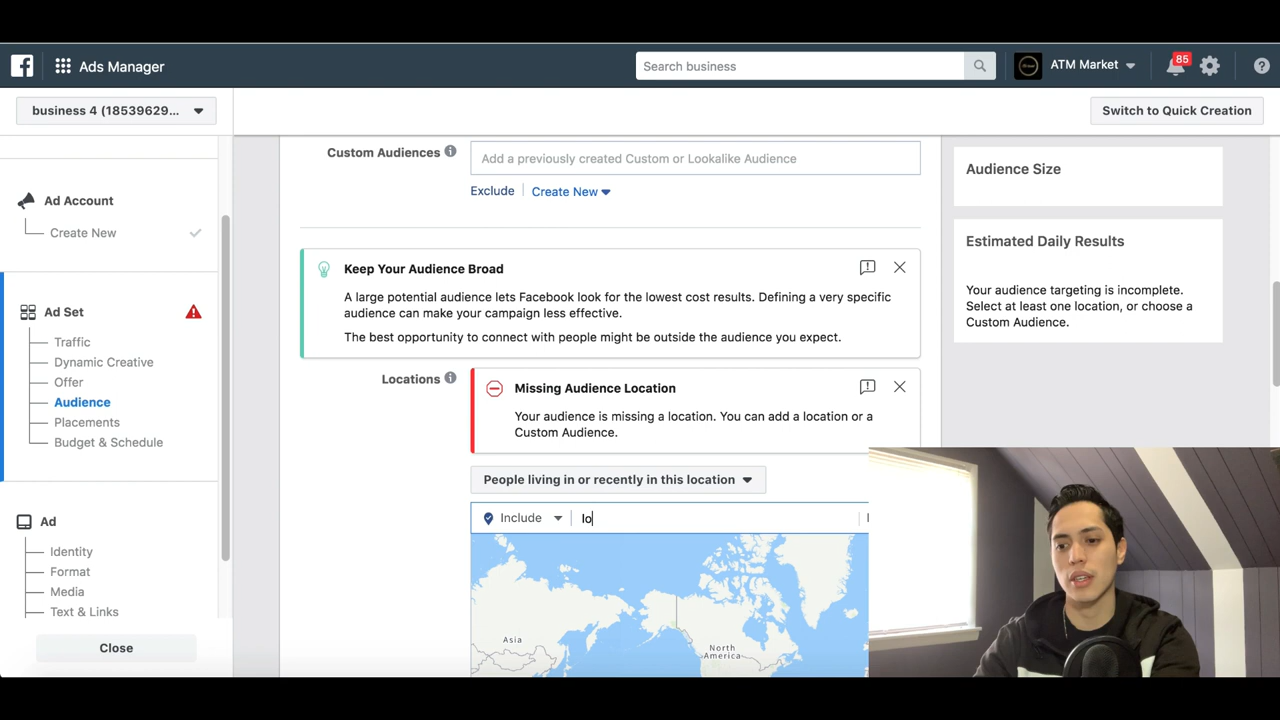 Ads Manager
Search business
ATM Market
85
business 4 (18539629...
Switch to Quick Creation
Ad Account
Create New
Ad Set
Traffic
Dynamic Creative
Offer
Audience
Placements
Budget & Schedule
Ad
Identity
Format
Media
Text & Links
Close
Custom Audiences
Add a previously created Custom or Lookalike Audience
Exclude
Create New
Keep Your Audience Broad
A large potential audience lets Facebook look for the lowest cost results. Defining a very specific
audience can make your campaign less effective.
The best opportunity to connect with people might be outside the audience you expect.
Locations
Missing Audience Location
Your audience is missing a location. You can add a location or a
Custom Audience.
People living in or recently in this location
Include
lo
Asia
North
America
Audience Size
Estimated Daily Results
Your audience targeting is incomplete.
Select at least one location, or choose a
Custom Audience.